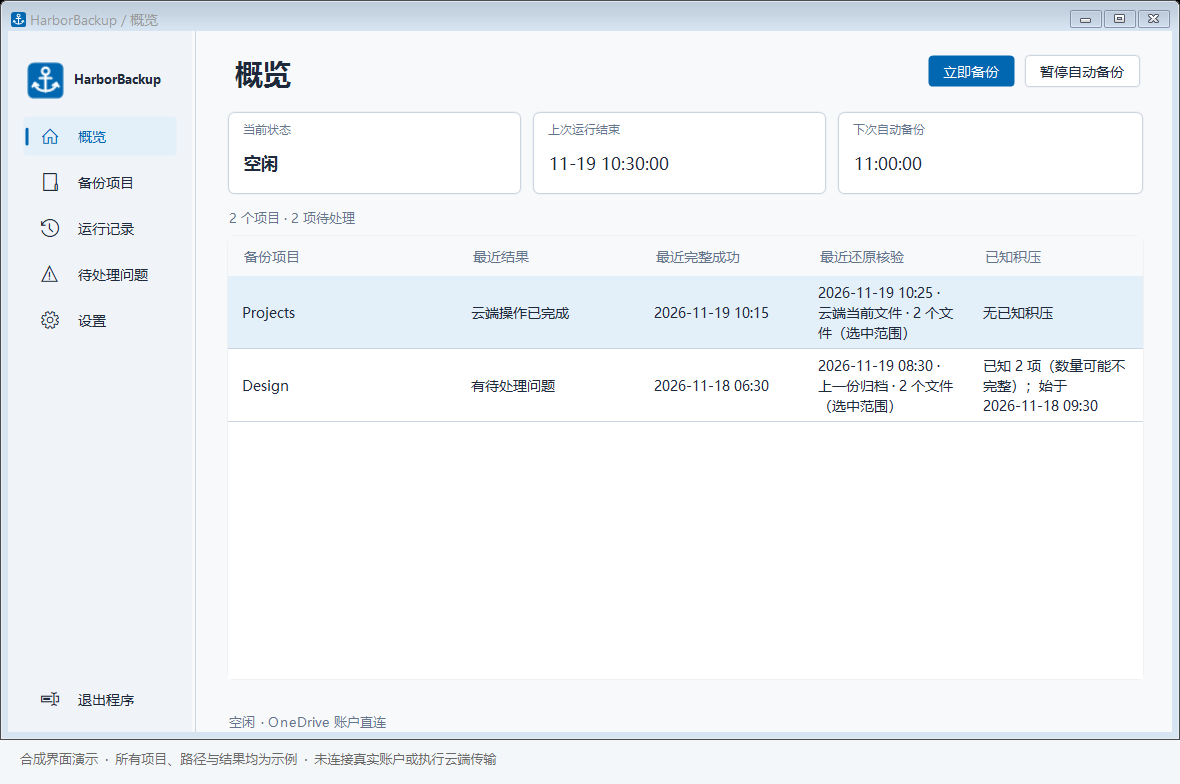 HarborBackup / 概览
HarborBackup
概览
备份项目
运行记录
待处理问题
设置
退出程序
概览
立即备份
暂停自动备份
当前状态
空闲
上次运行结束
11-19 10:30:00
下次自动备份
11:00:00
2 个项目 · 2 项待处理
备份项目 最近结果 最近完整成功 最近还原核验 已知积压
Projects
云端操作已完成
2026-11-19 10:15
2026-11-19 10:25 ·
云端当前文件 · 2 个文
件（选中范围）
无已知积压
Design
有待处理问题
2026-11-18 06:30
2026-11-19 08:30 ·
上一份归档 · 2 个文件
（选中范围）
已知 2 项（数量可能不
完整）；始于
2026-11-18 09:30
空闲 · OneDrive 账户直连
合成界面演示 · 所有项目、路径与结果均为示例 · 未连接真实账户或执行云端传输